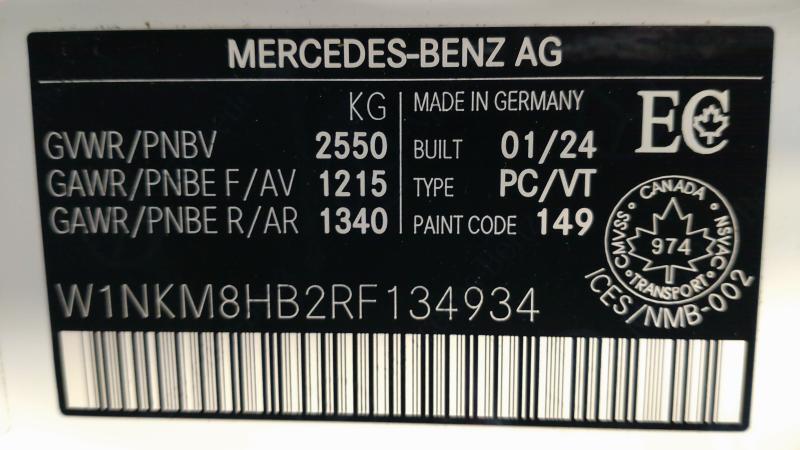 MERCEDES-BENZ AG
KG
GVWR/PNBV 2550
GAWR/PNBE F/AV 1215
GAWR/PNBE R/AR 1340
MADE IN GERMANY
BUILT 01/24
TYPE PC/VT
PAINT CODE 149
EC
CANADA
CMVSS NSVAC
974
TRANSPORT
ICES/NMB-002
W1NKM8HB2RF134934